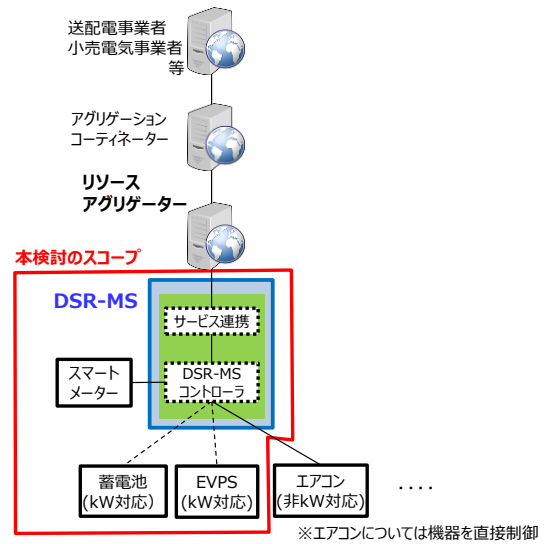 送配電事業者
小売電気事業者
等
アグリゲーション
コーティネーター
リソース
アグリゲーター
本検討のスコープ
DSR-MS
サービス連携
スマート
メーター
DSR-MS
コントローラ
蓄電池
(kW対応)
EVPS
(kW対応)
エアコン
(非kW対応)
....
※エアコンについては機器を直接制御